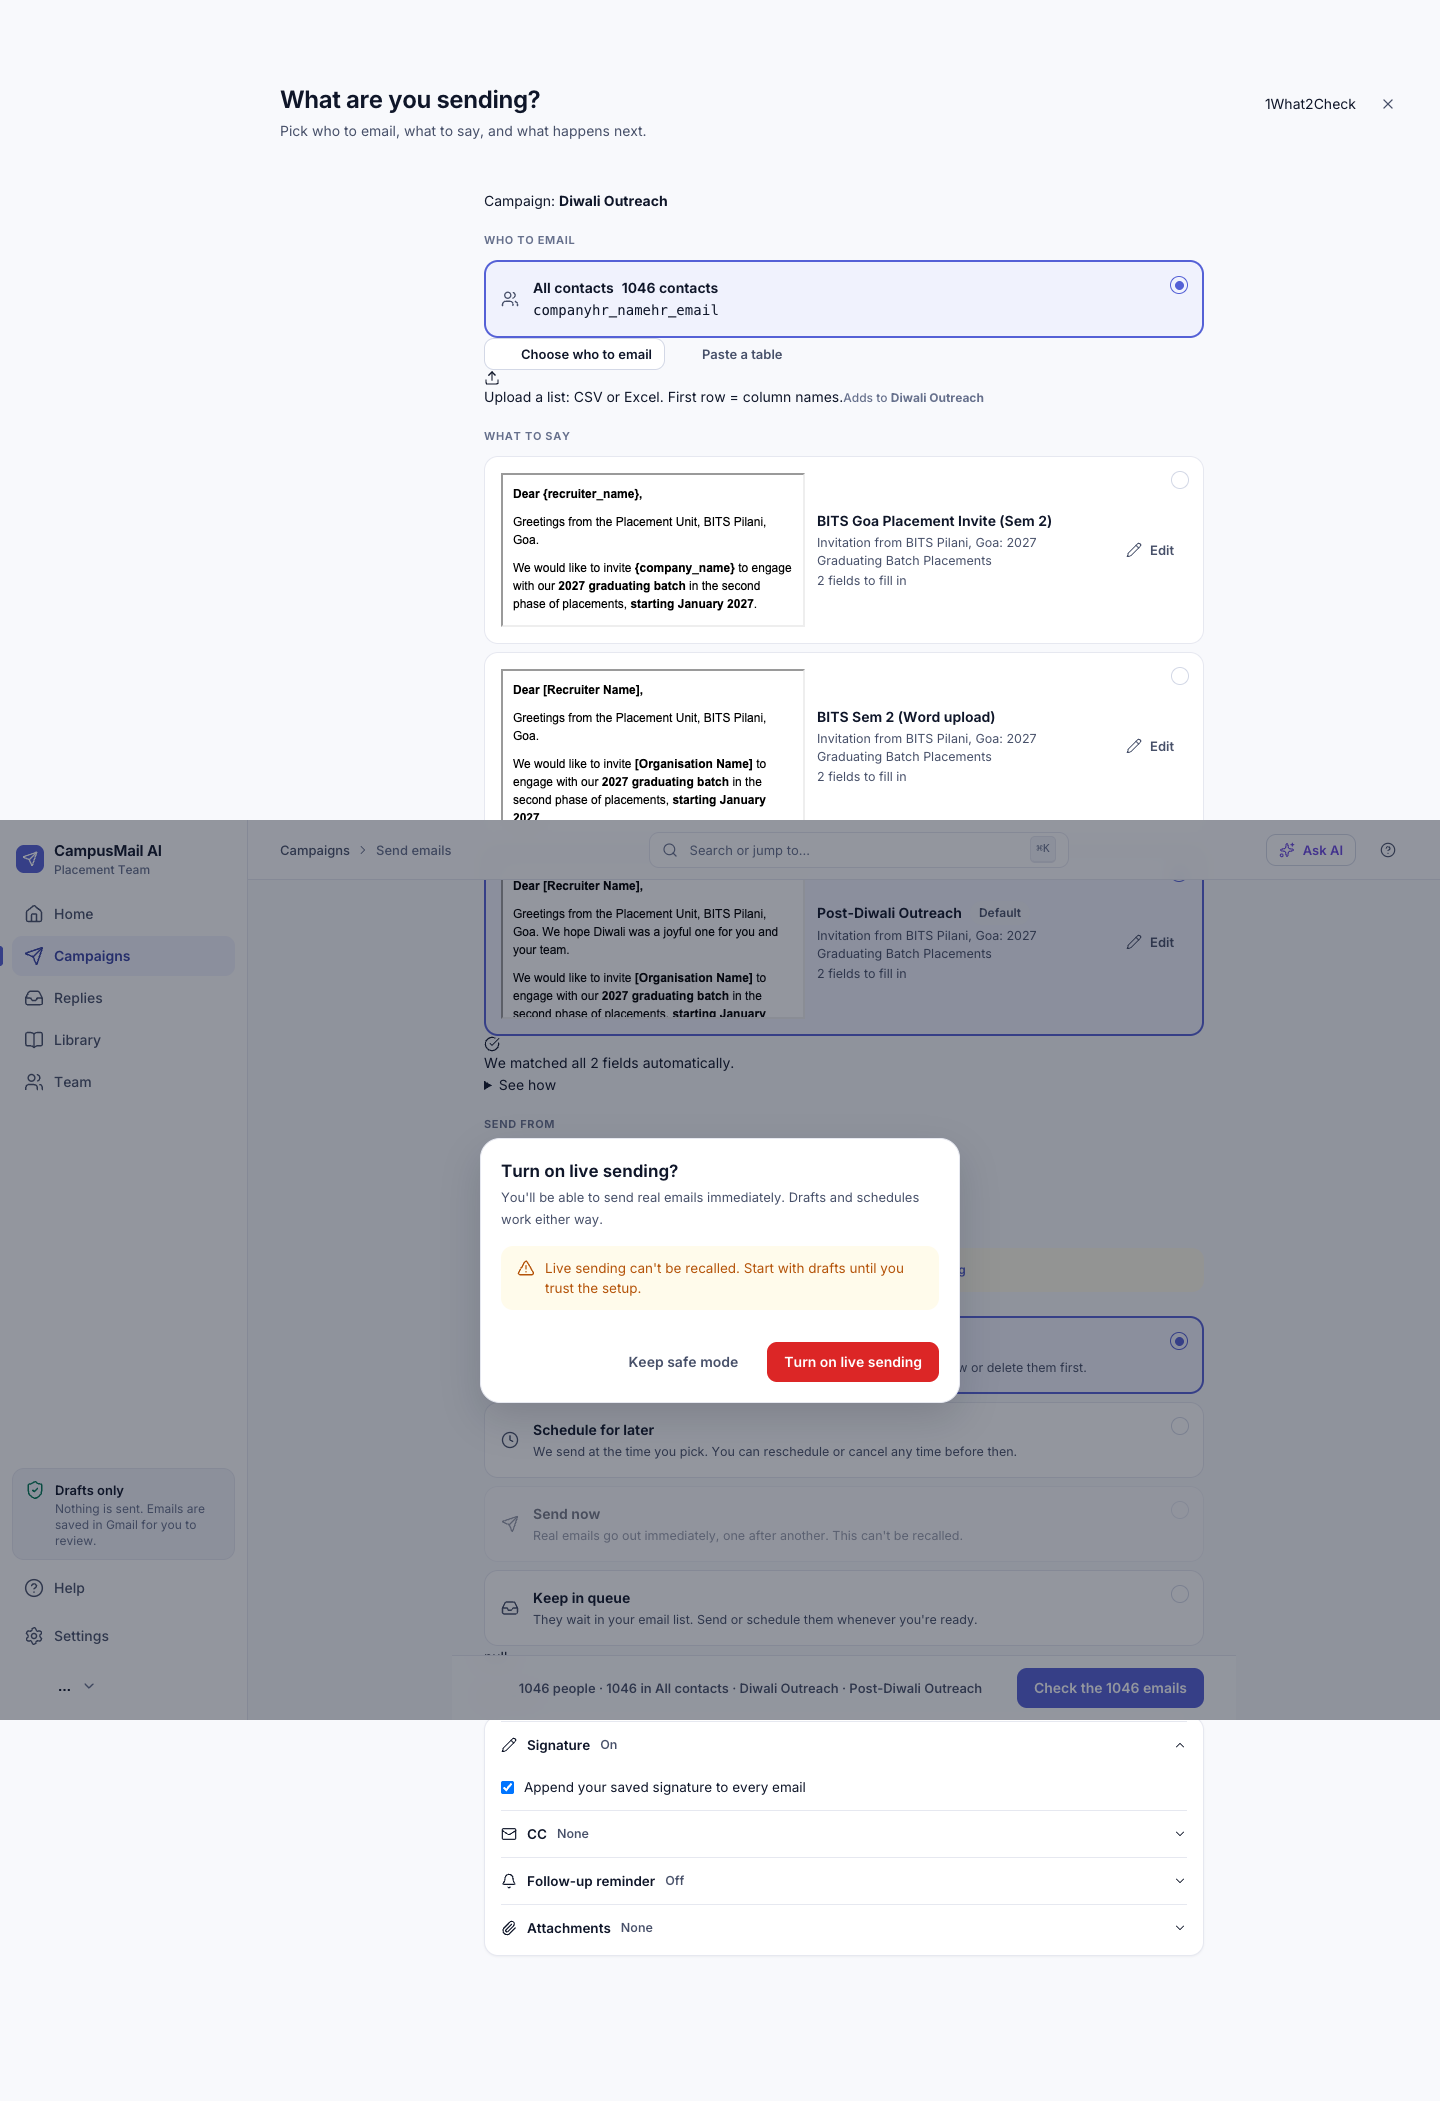 What are you sending?
Pick who to email, what to say, and what happens next.
1What2Check
Campaign: Diwali Outreach
WHO TO EMAIL
All contacts 1046 contacts
companyhr_namehr_email
Choose who to email
Paste a table
Upload a list: CSV or Excel. First row = column names.Adds to Diwali Outreach
WHAT TO SAY
Dear {recruiter_name},
Greetings from the Placement Unit, BITS Pilani,
Goa.
We would like to invite {company_name} to engage
with our 2027 graduating batch in the second
phase of placements, starting January 2027.
BITS Goa Placement Invite (Sem 2)
Invitation from BITS Pilani, Goa: 2027
Graduating Batch Placements
2 fields to fill in
Edit
Dear [Recruiter Name],
Greetings from the Placement Unit, BITS Pilani,
Goa.
We would like to invite [Organisation Name] to
engage with our 2027 graduating batch in the
second phase of placements, starting January
2027.
BITS Sem 2 (Word upload)
Invitation from BITS Pilani, Goa: 2027
Graduating Batch Placements
2 fields to fill in
Edit
CampusMail AI
Placement Team
Home
Campaigns
Replies
Library
Team
Drafts only
Nothing is sent. Emails are
saved in Gmail for you to
review.
Help
Settings
...
Campaigns > Send emails
Search or jump to...
⌘K
Ask AI
Dear [Recruiter Name],
Greetings from the Placement Unit, BITS Pilani,
Goa. We hope Diwali was a joyful one for you and
your team.
We would like to invite [Organisation Name] to
engage with our 2027 graduating batch in the
second phase of placements, starting January
Post-Diwali Outreach Default
Invitation from BITS Pilani, Goa: 2027
Graduating Batch Placements
2 fields to fill in
Edit
We matched all 2 fields automatically.
See how
SEND FROM
Turn on live sending?
You'll be able to send real emails immediately. Drafts and schedules
work either way.
Live sending can't be recalled. Start with drafts until you
trust the setup.
Keep safe mode
Turn on live sending
or delete them first.
Schedule for later
We send at the time you pick. You can reschedule or cancel any time before then.
Send now
Real emails go out immediately, one after another. This can't be recalled.
Keep in queue
They wait in your email list. Send or schedule them whenever you're ready.
1046 people · 1046 in All contacts · Diwali Outreach · Post-Diwali Outreach
Check the 1046 emails
Signature On
Append your saved signature to every email
CC None
Follow-up reminder Off
Attachments None